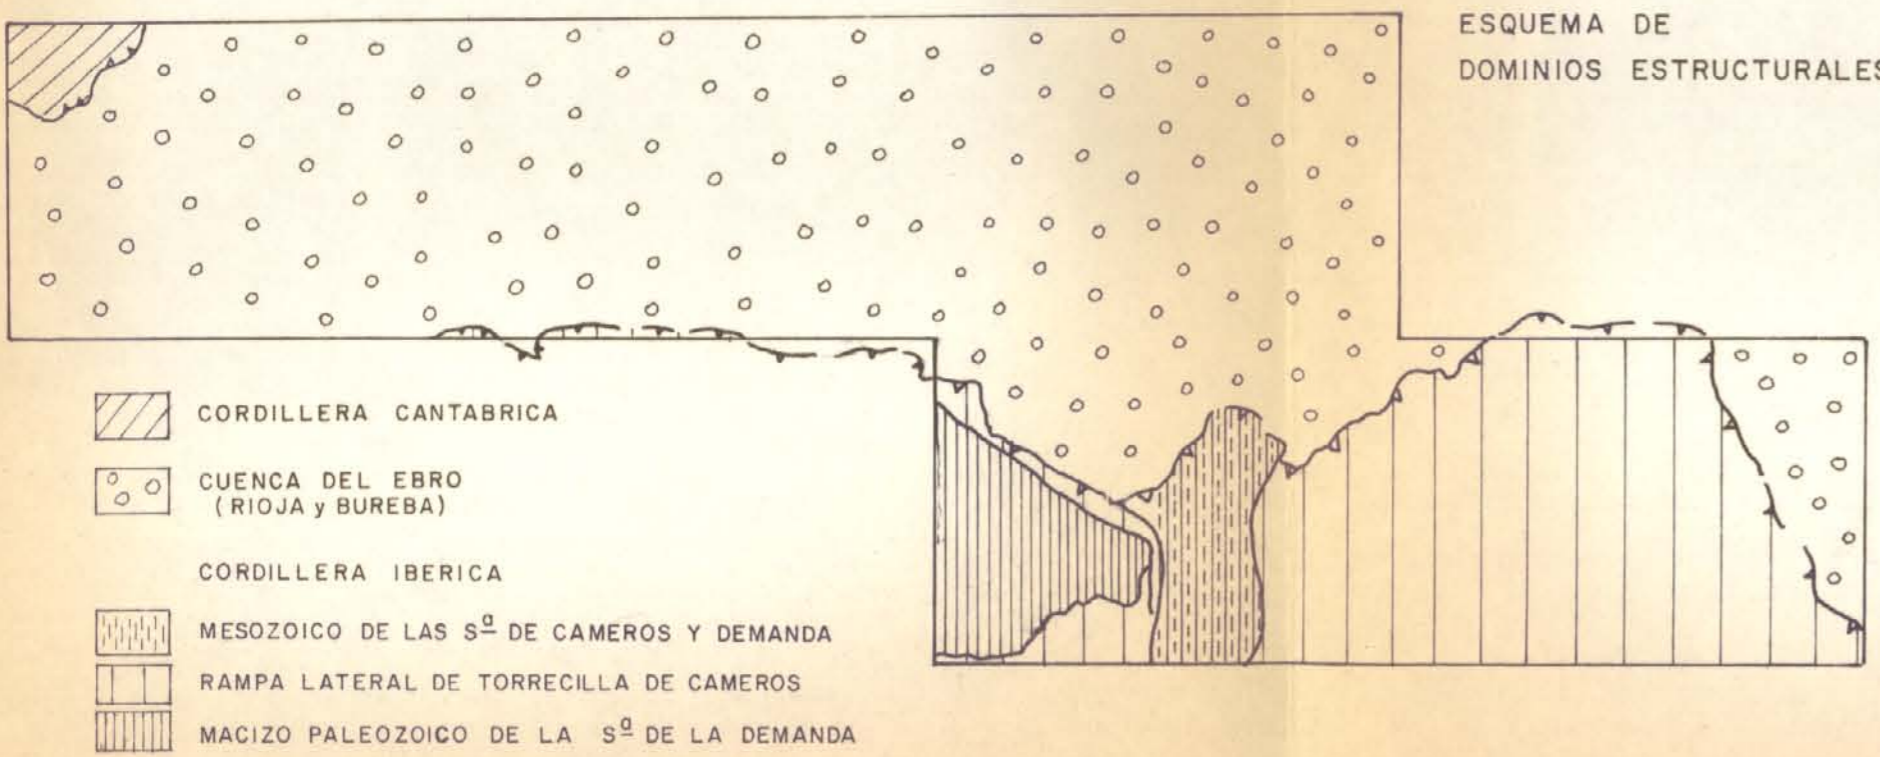 ESQUEMA DE
DOMINIOS ESTRUCTURALES
CORDILLERA CANTABRICA
CUENCA DEL EBRO
(RIOJA y BUREBA)
CORDILLERA IBERICA
MESOZOICO DE LAS Sª DE CAMEROS Y DEMANDA
RAMPA LATERAL DE TORRECILLA DE CAMEROS
MACIZO PALEOZOICO DE LA Sª DE LA DEMANDA